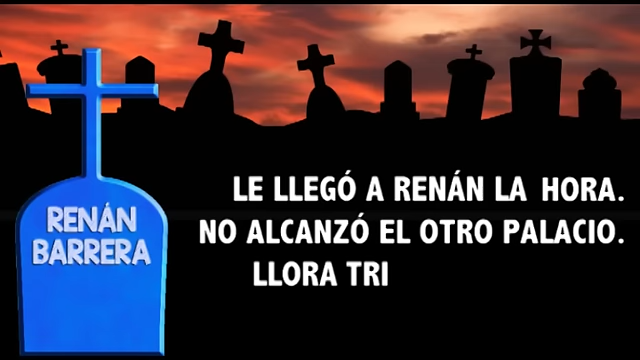 RENÁN
BARRERA
LE LLEGÓ A RENÁN LA HORA.
NO ALCANZÓ EL OTRO PALACIO.
LLORA TRI